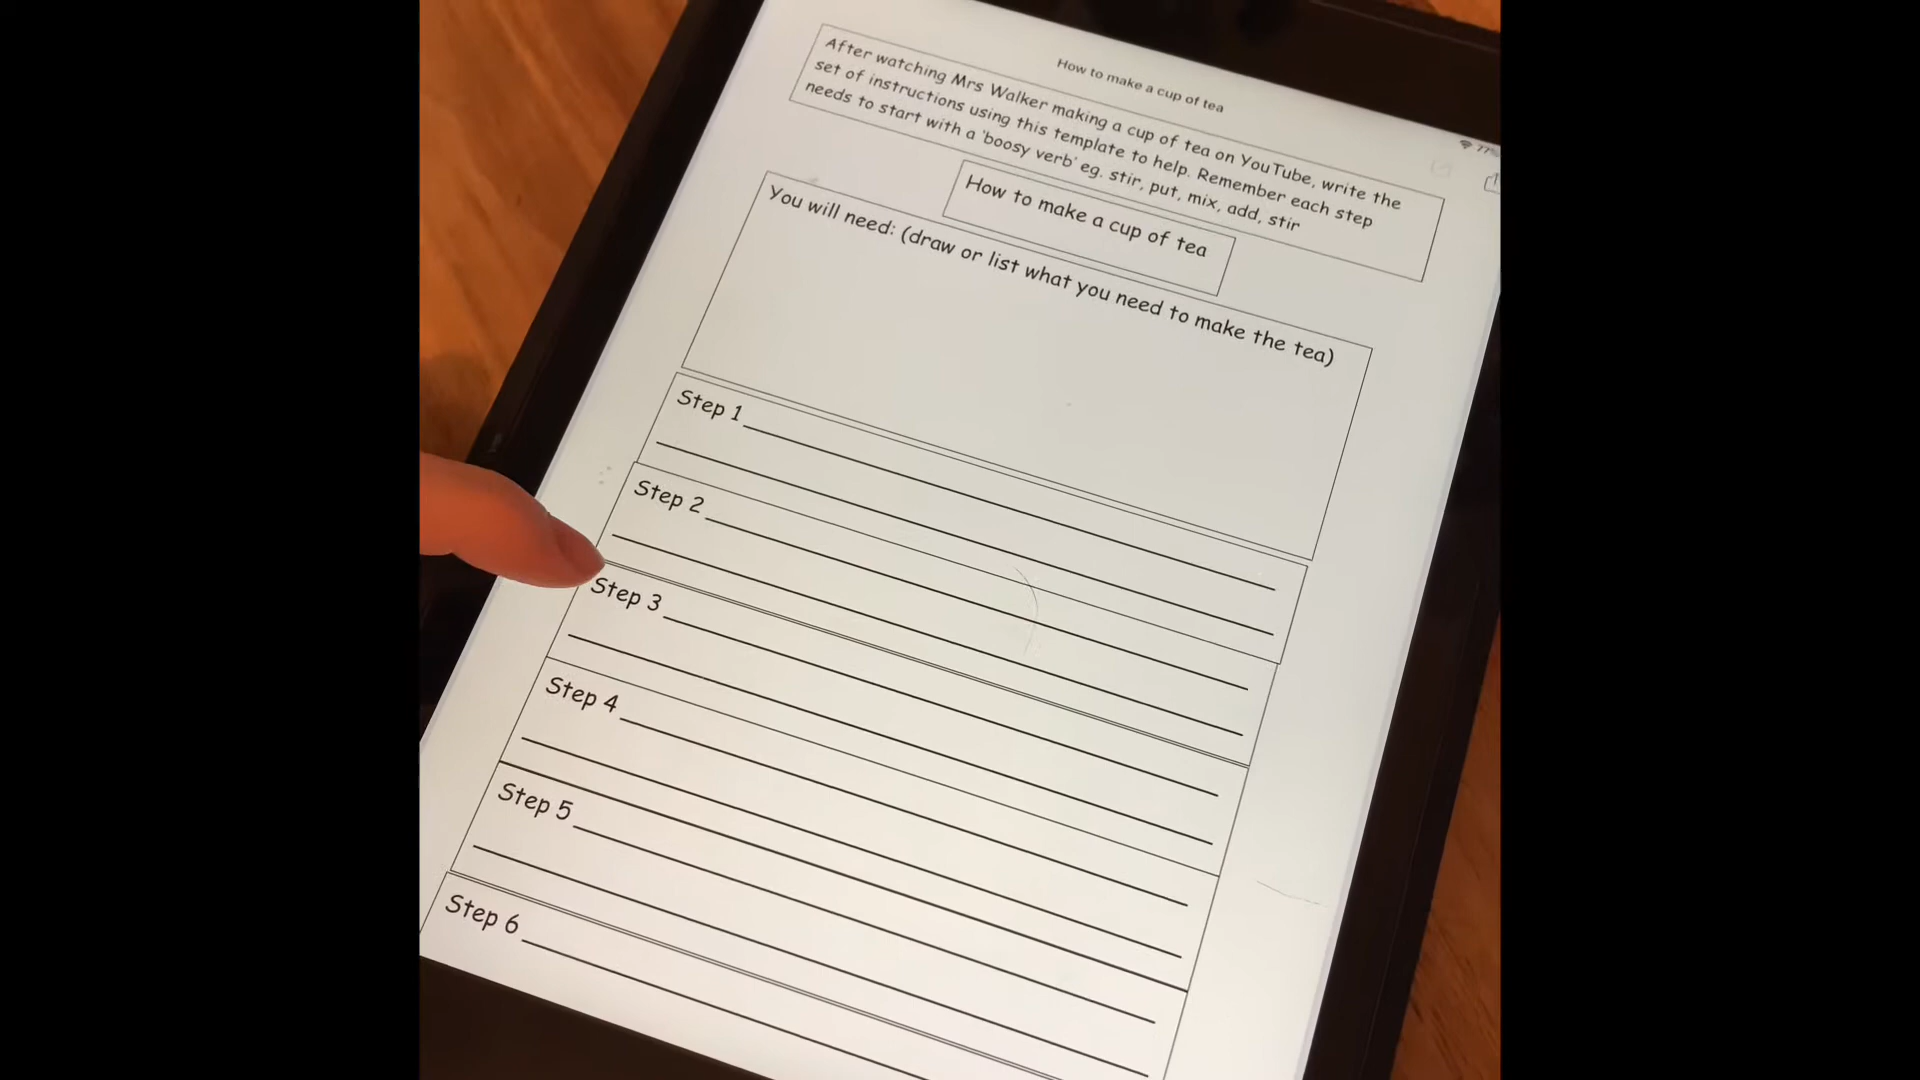 How to make a cup of tea
77%
After watching Mrs Walker making a cup of tea on YouTube, write the
set of instructions using this template to help. Remember each step
needs to start with a 'boosy verb' eg. stir, put, mix, add, stir
How to make a cup of tea
You will need: (draw or list what you need to make the tea)
Step 1
Step 2
Step 3
Step 4
Step 5
Step 6